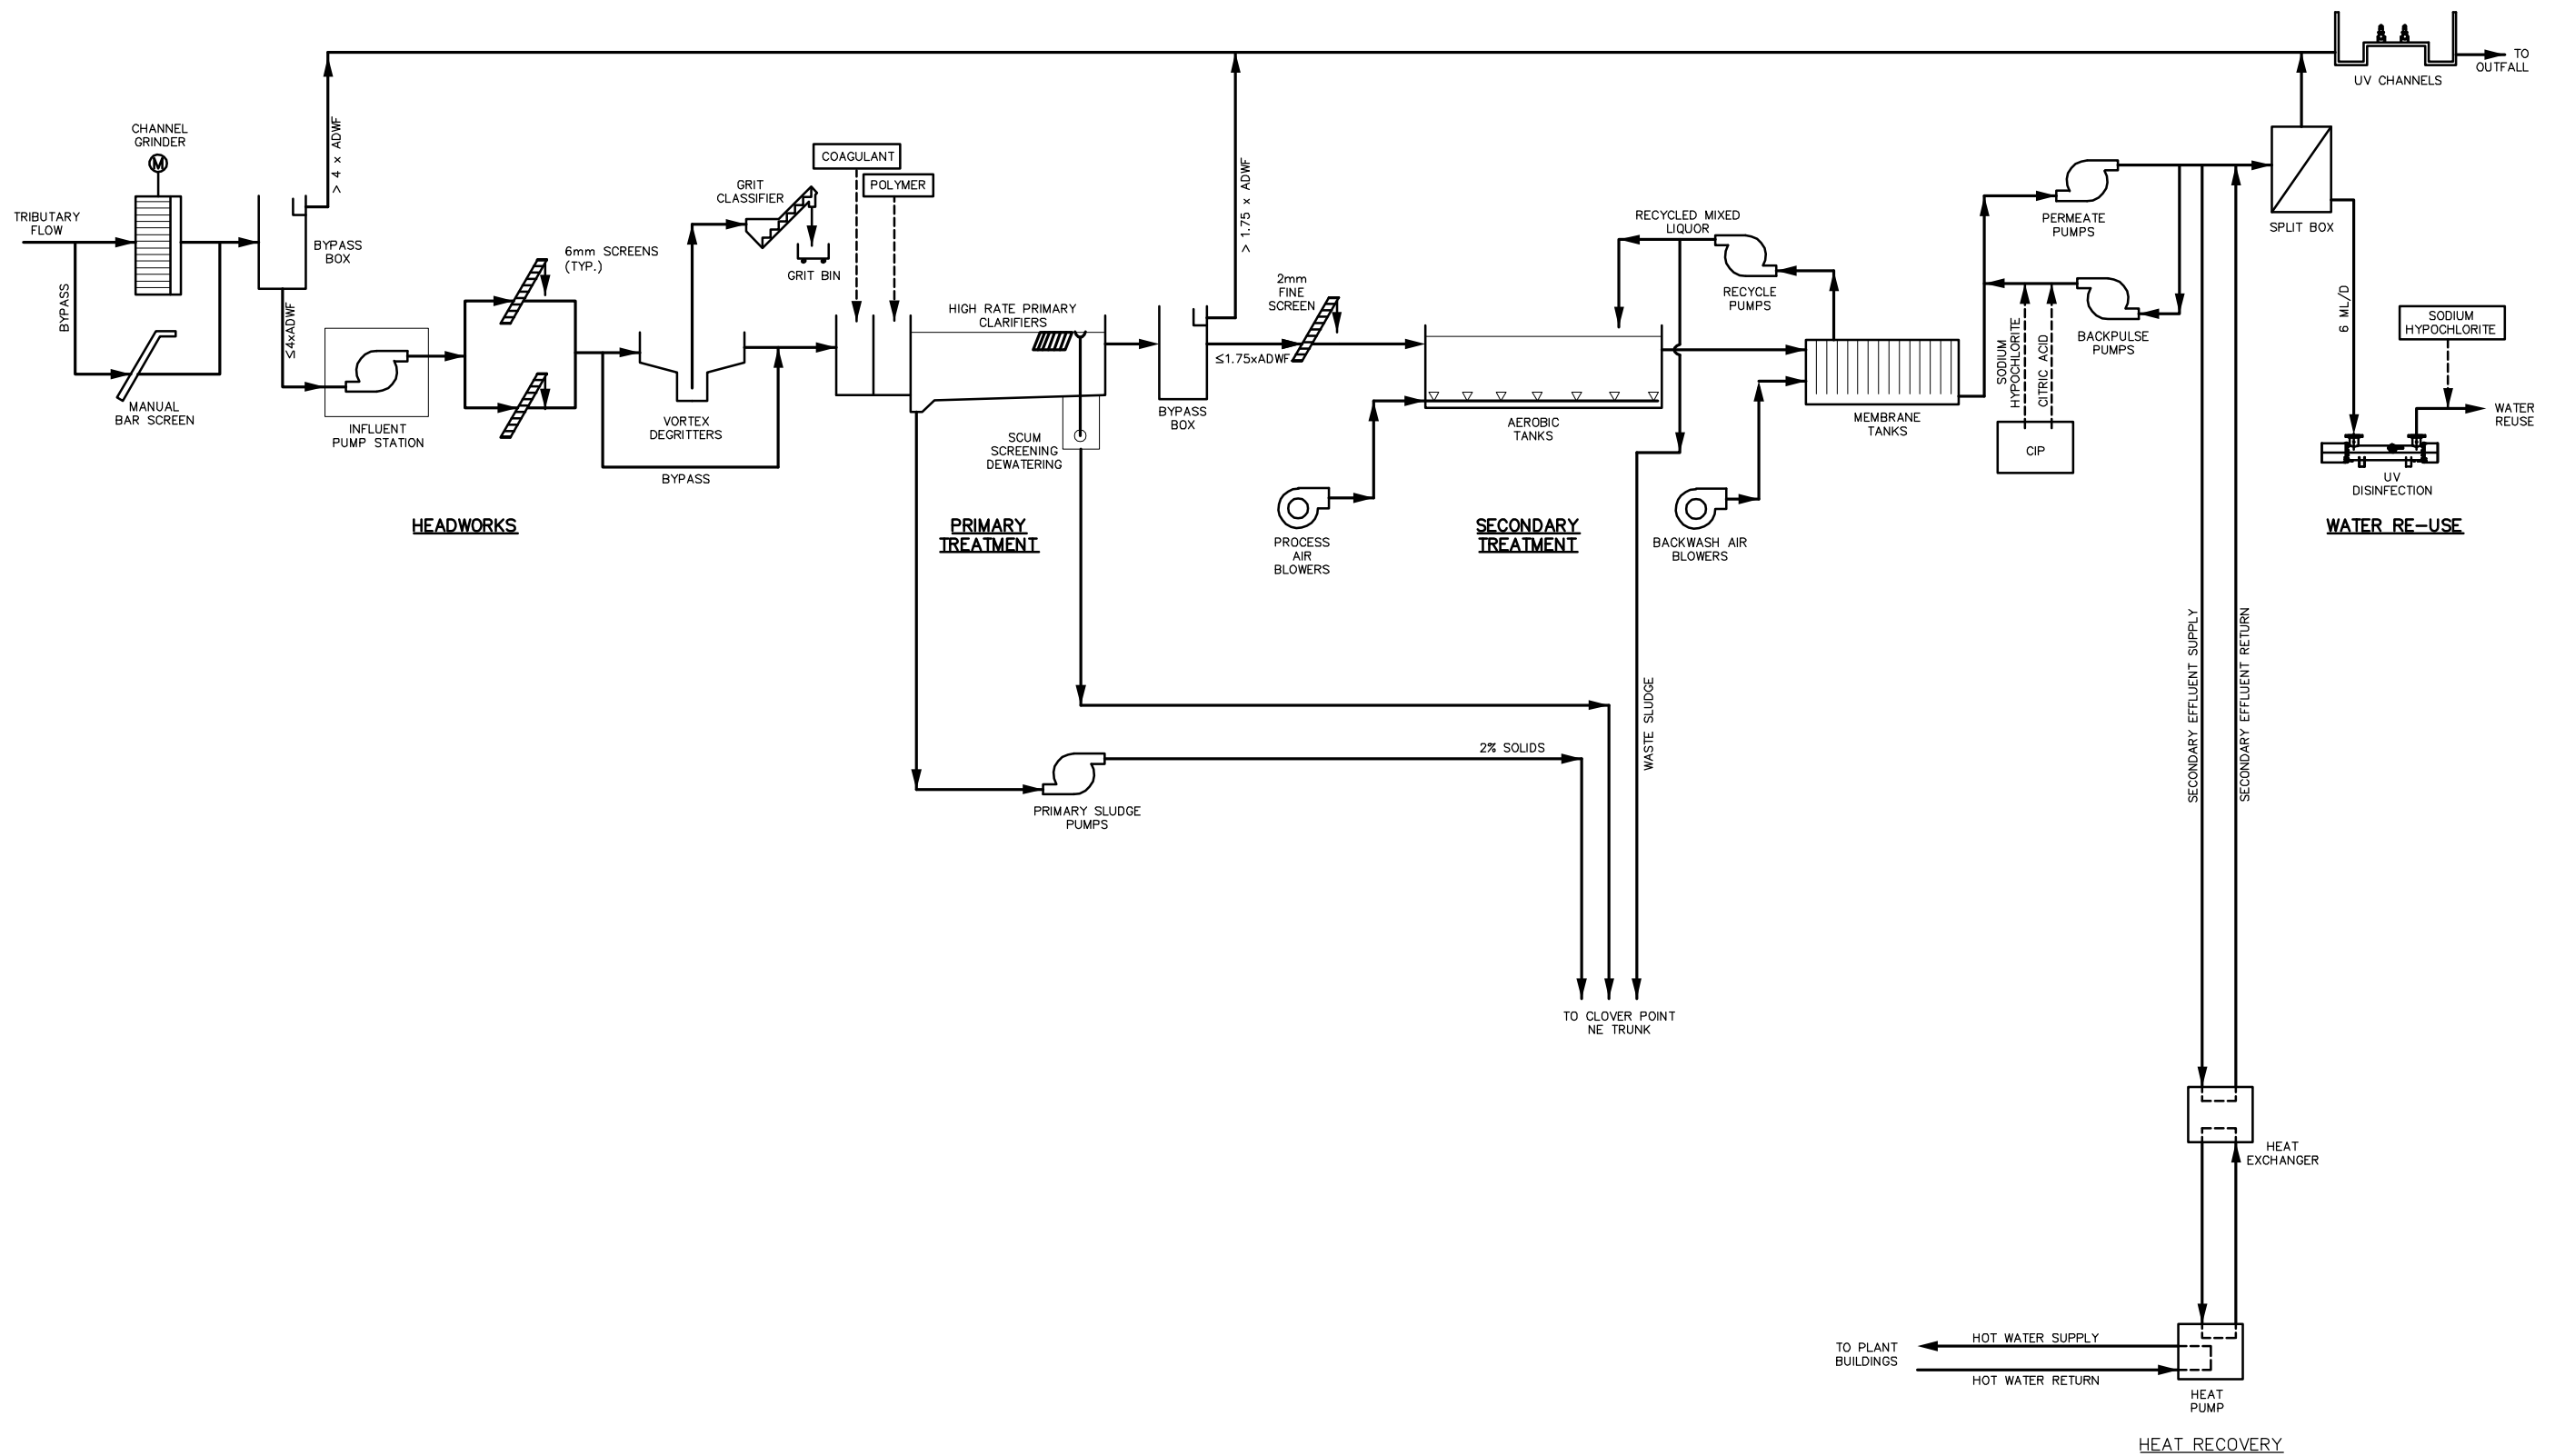 TO
OUTFALL
UV CHANNELS
CHANNEL
GRINDER
M
> 4 x ADWF
TRIBUTARY
FLOW
BYPASS
BOX
BYPASS
MANUAL
BAR SCREEN
≤4xADWF
INFLUENT
PUMP STATION
6mm SCREENS
(TYP.)
GRIT
CLASSIFIER
GRIT BIN
VORTEX
DEGRITTERS
BYPASS
HEADWORKS
COAGULANT
POLYMER
HIGH RATE PRIMARY
CLARIFIERS
SCUM
SCREENING
DEWATERING
PRIMARY
TREATMENT
> 1.75 x ADWF
BYPASS
BOX
≤1.75xADWF
2mm
FINE
SCREEN
PROCESS
AIR
BLOWERS
AEROBIC
TANKS
SECONDARY
TREATMENT
RECYCLED MIXED
LIQUOR
RECYCLE
PUMPS
BACKWASH AIR
BLOWERS
MEMBRANE
TANKS
PERMEATE
PUMPS
BACKPULSE
PUMPS
SODIUM
HYPOCHLORITE
CITRIC ACID
CIP
SPLIT BOX
6 ML/D
SODIUM
HYPOCHLORITE
WATER
REUSE
UV
DISINFECTION
WATER RE-USE
SECONDARY EFFLUENT SUPPLY
SECONDARY EFFLUENT RETURN
WASTE SLUDGE
2% SOLIDS
PRIMARY SLUDGE
PUMPS
TO CLOVER POINT
NE TRUNK
HEAT
EXCHANGER
TO PLANT
BUILDINGS
HOT WATER SUPPLY
HOT WATER RETURN
HEAT
PUMP
HEAT RECOVERY